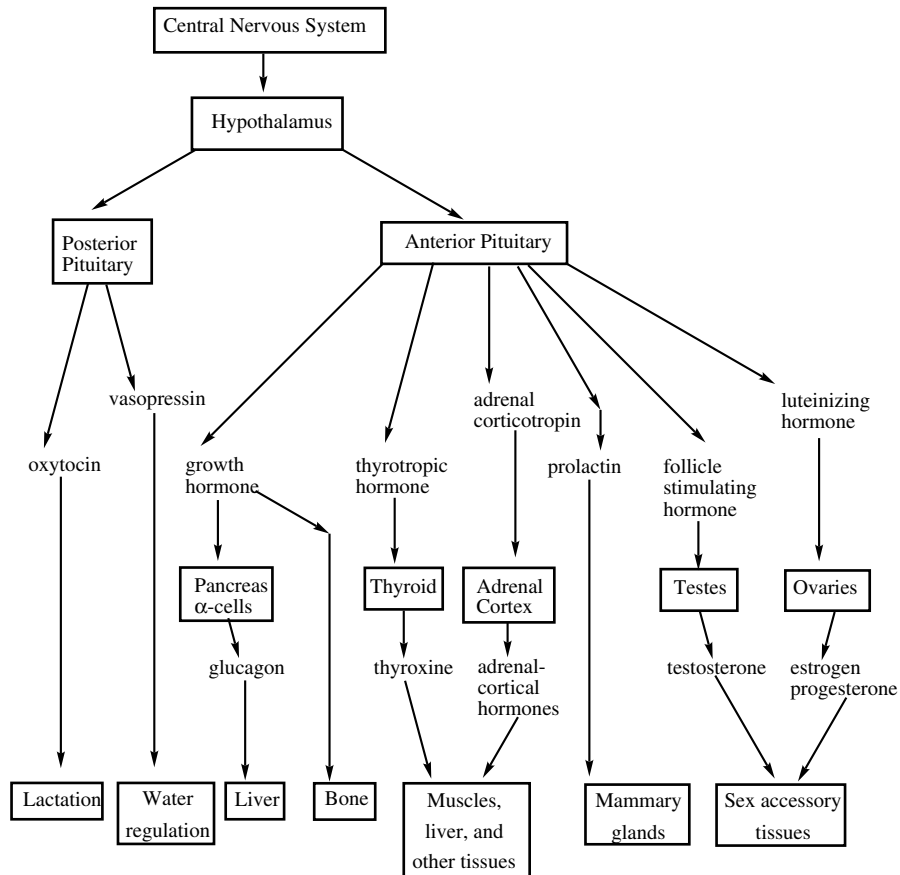 Central Nervous System
Hypothalamus
Posterior
Pituitary
Anterior Pituitary
vasopressin
adrenal
corticotropin
luteinizing
hormone
oxytocin
growth
hormone
thyrotropic
hormone
prolactin
follicle
stimulating
hormone
Pancreas
α-cells
Thyroid
Adrenal
Cortex
Testes
Ovaries
glucagon
thyroxine
adrenal-
cortical
hormones
testosterone
estrogen
progesterone
Lactation
Water
regulation
Liver
Bone
Muscles,
liver, and
other tissues
Mammary
glands
Sex accessory
tissues